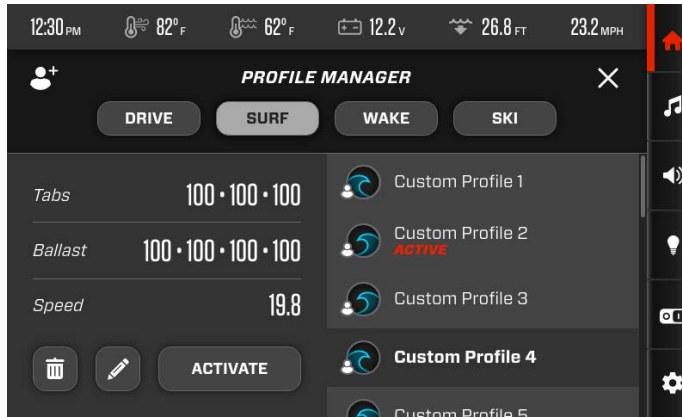 12:30 PM 82° F 62° F 12.2 V 26.8 FT 23.2 MPH
PROFILE MANAGER
DRIVE SURF WAKE SKI
Tabs 100 • 100 • 100
Ballast 100 • 100 • 100 • 100
Speed 19.8
ACTIVATE
Custom Profile 1
Custom Profile 2
ACTIVE
Custom Profile 3
Custom Profile 4
Custom Profile 5